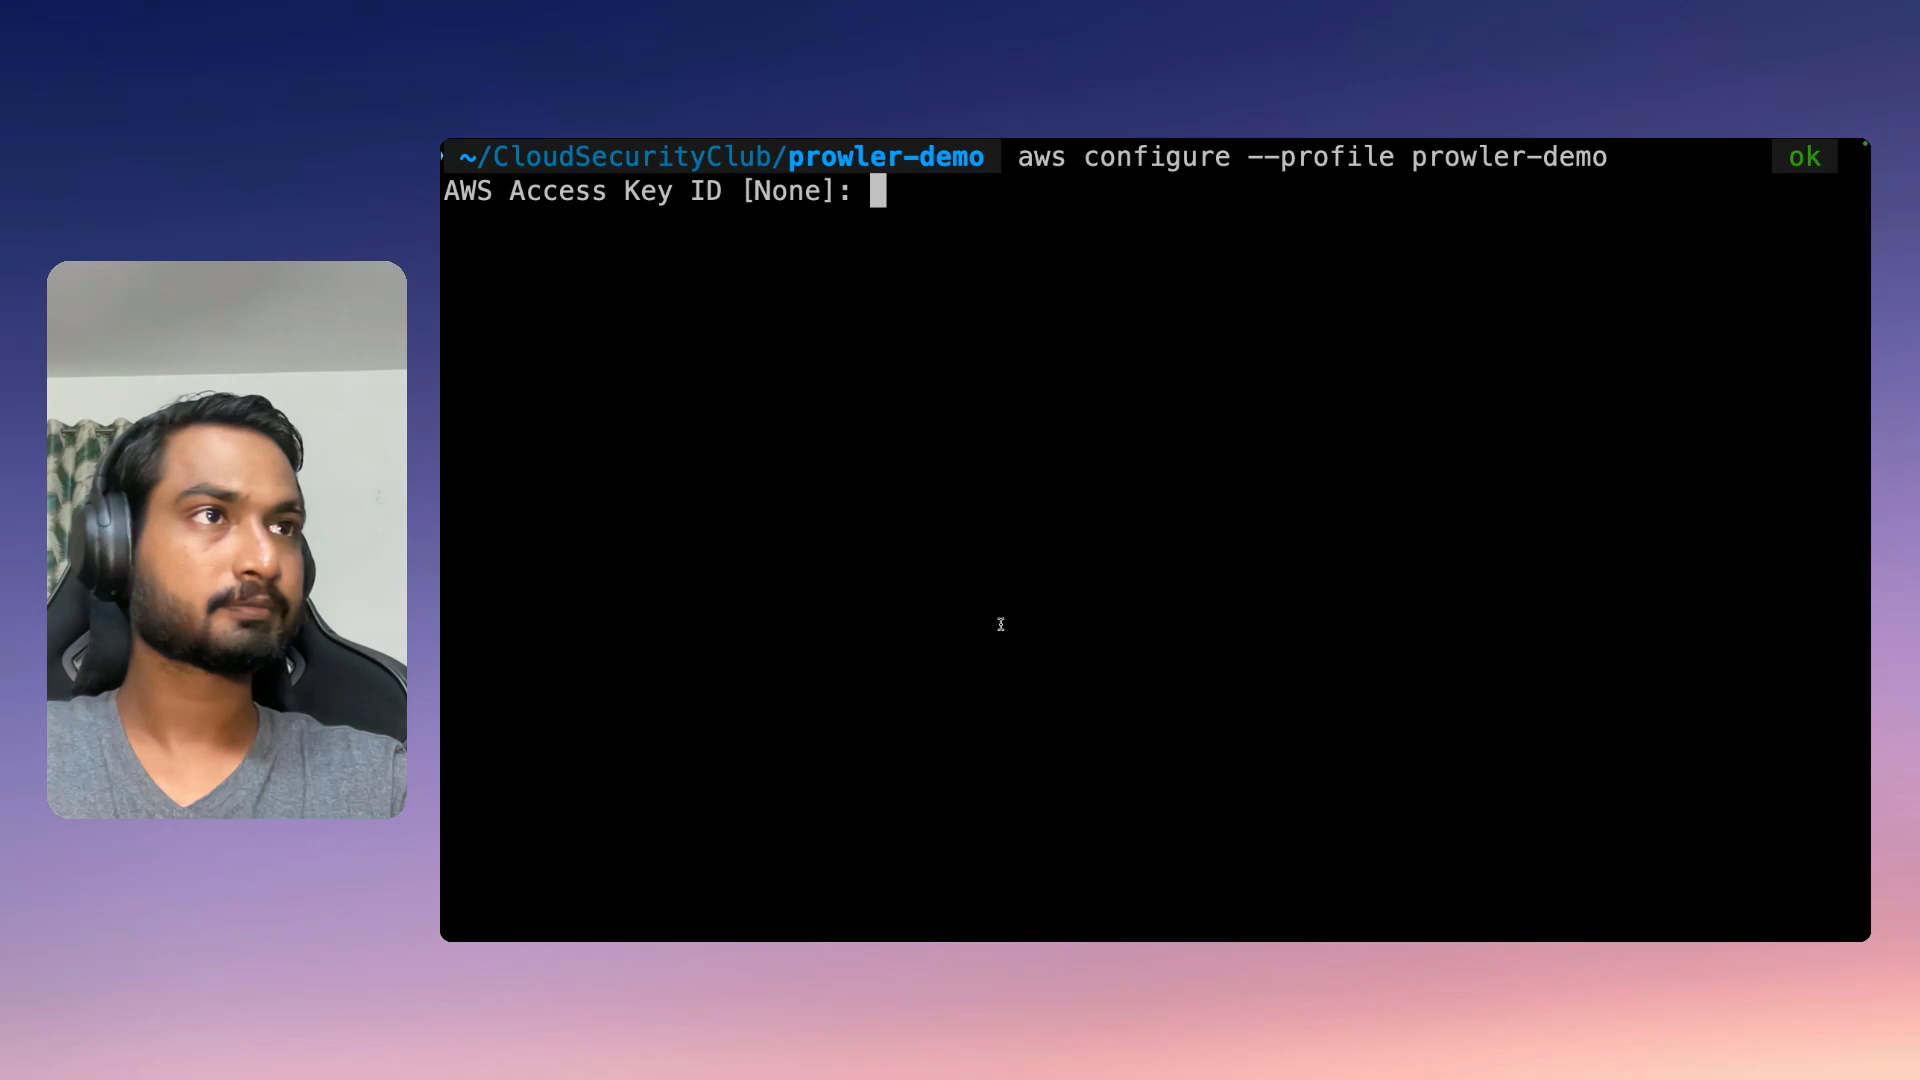 ~/CloudSecurityClub/prowler-demo aws configure --profile prowler-demo ok
AWS Access Key ID [None]: